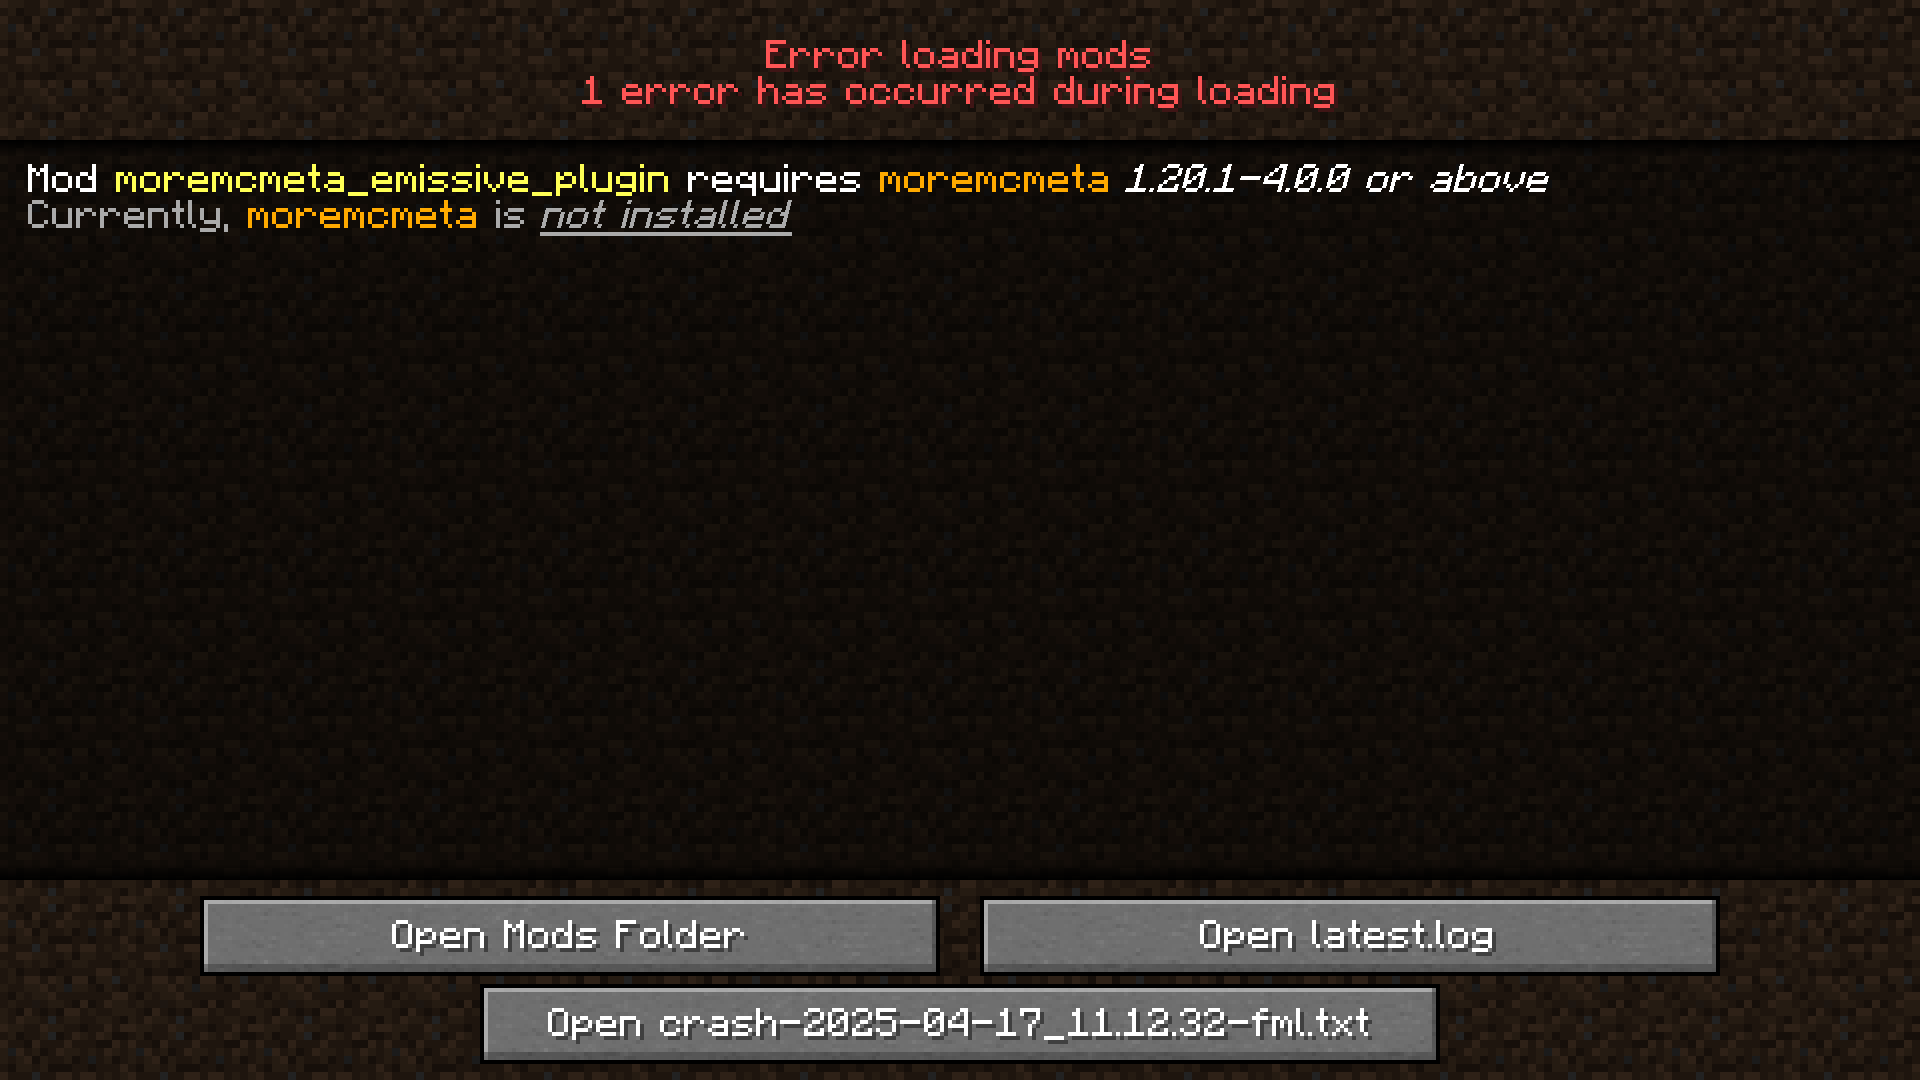 Error loading mods
1 error has occurred during loading
Mod moremcmeta_emissive_plugin requires moremcmeta 1.20.1-4.0.0 or above
Currently, moremcmeta is not installed
Open Mods Folder
Open latest.log
Open crash-2025-04-17_11.12.32-fml.txt